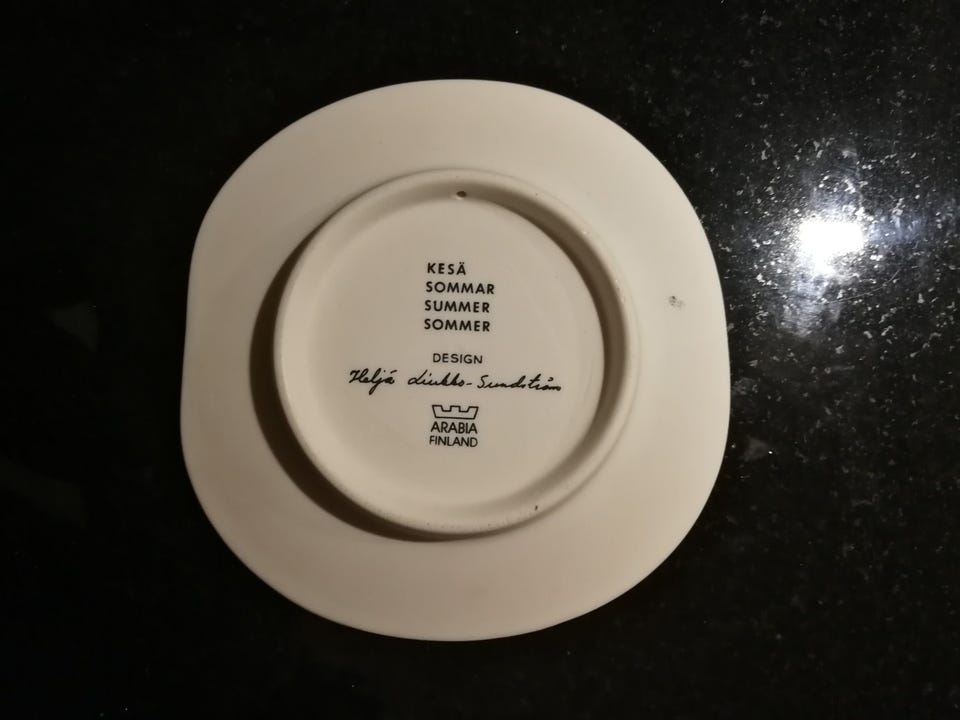 KESÄ
SOMMAR
SUMMER
SOMMER
DESIGN
Heljä Liukko-Sundström
ARABIA
FINLAND